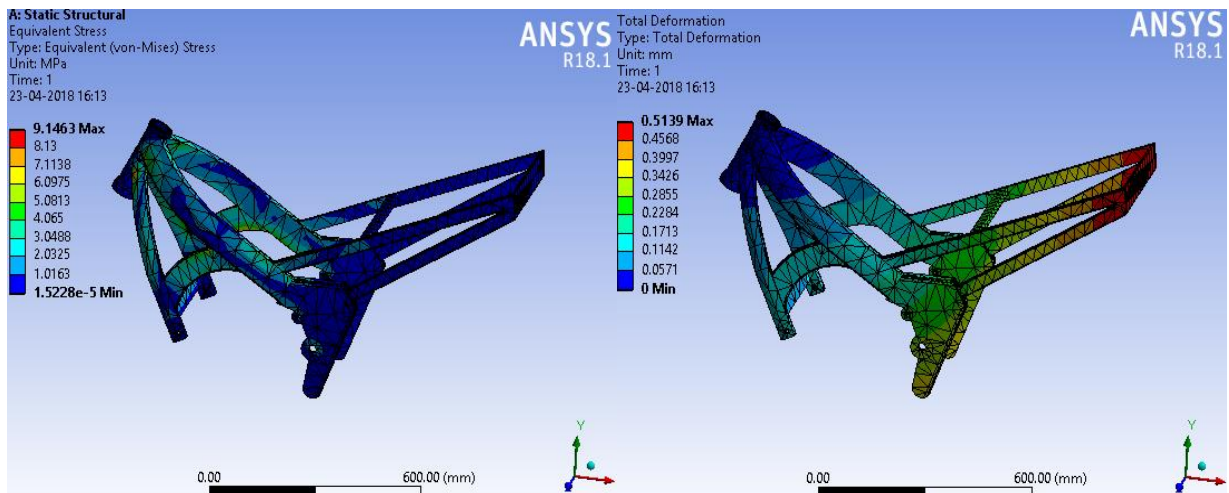 A: Static Structural
Equivalent Stress
Type: Equivalent (von-Mises) Stress
Unit: MPa
Time: 1
23-04-2018 16:13
9.1463 Max
8.13
7.1138
6.0975
5.0813
4.065
3.0488
2.0325
1.0163
1.5228e-5 Min
ANSYS
R18.1
0.00
600.00 (mm)
Y
Total Deformation
Type: Total Deformation
Unit: mm
Time: 1
23-04-2018 16:13
0.5139 Max
0.4568
0.3997
0.3426
0.2855
0.2284
0.1713
0.1142
0.0571
0 Min
ANSYS
R18.1
0.00
600.00 (mm)
Y